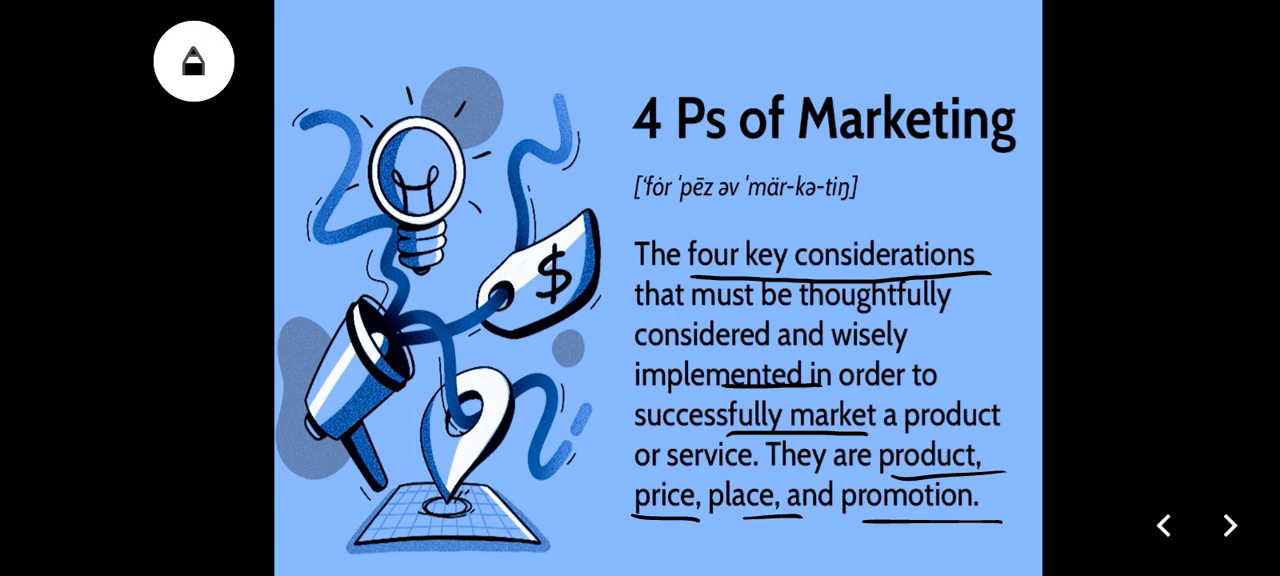 $
4 Ps of Marketing
[ˈfȯr ˈpēz əv ˈmär-kə-tiŋ]
The four key considerations
that must be thoughtfully
considered and wisely
implemented in order to
successfully market a product
or service. They are product,
price, place, and promotion.